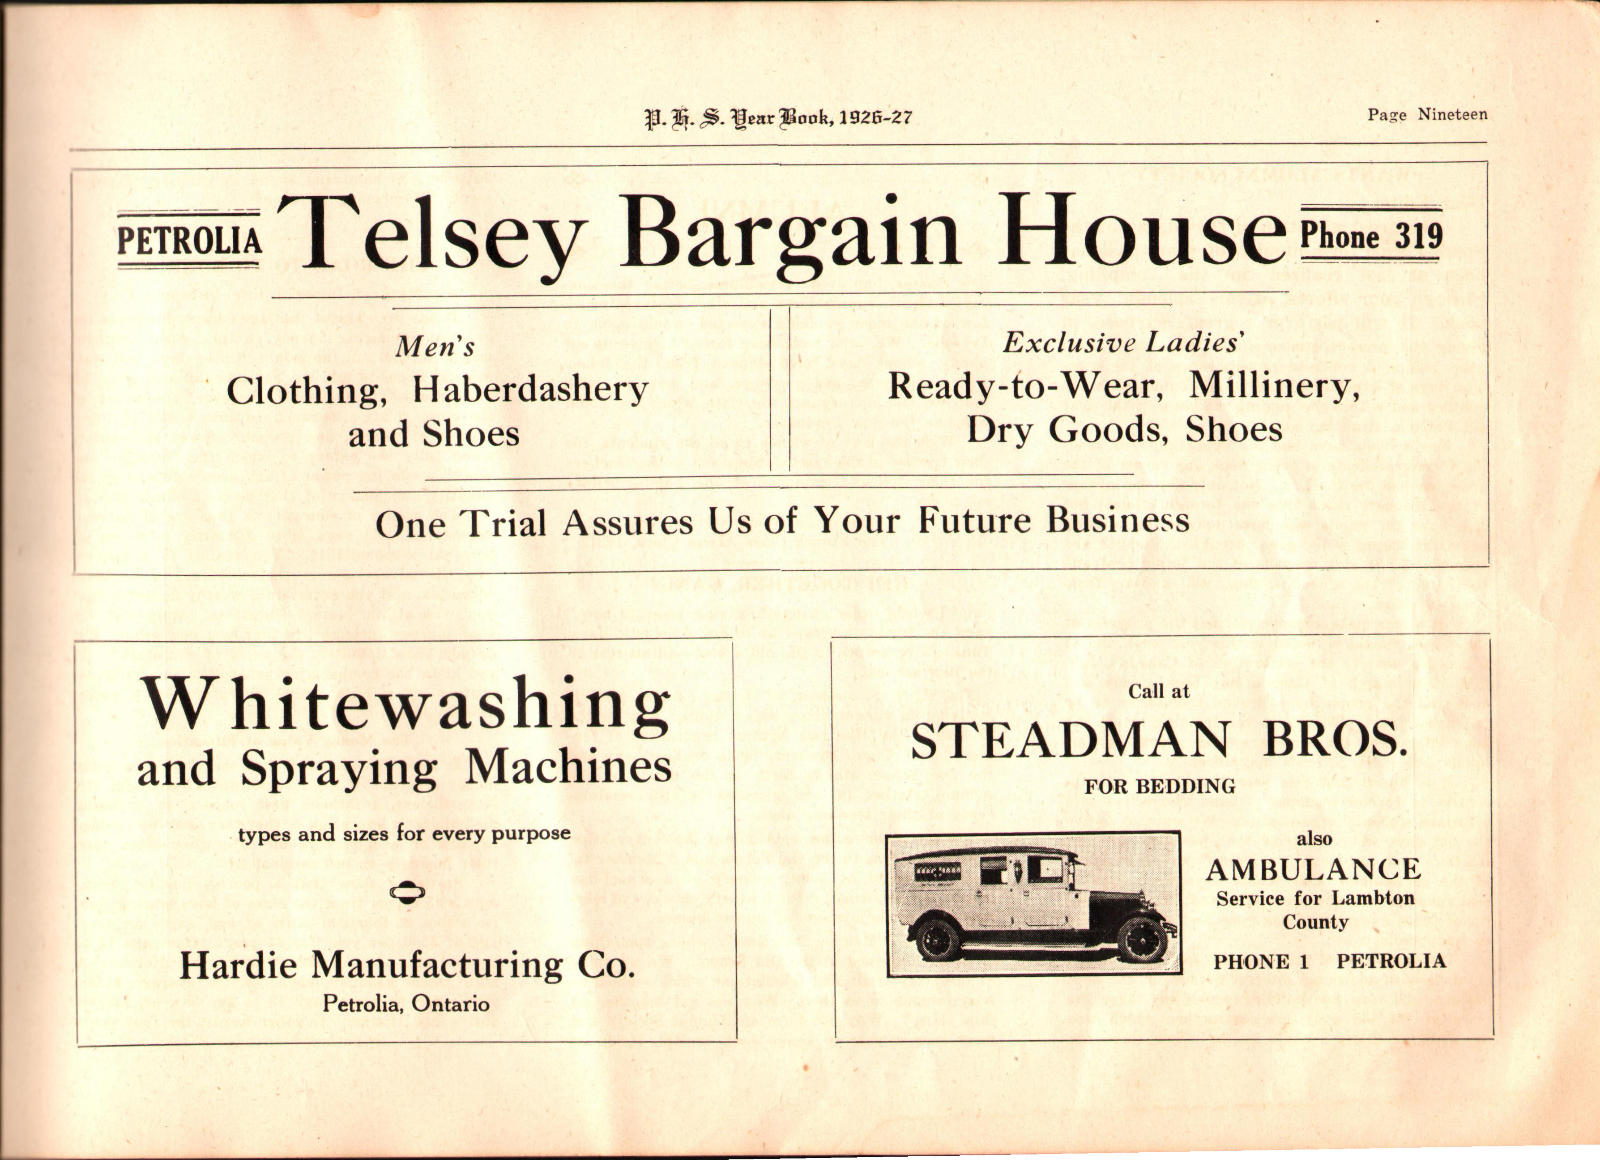 P. H. S. Year Book, 1926-27
Page Nineteen
PETROLIA
Telsey Bargain House
Phone 319
Men's
Clothing, Haberdashery
and Shoes
Exclusive Ladies'
Ready-to-Wear, Millinery,
Dry Goods, Shoes
One Trial Assures Us of Your Future Business
Whitewashing
and Spraying Machines
types and sizes for every purpose
Hardie Manufacturing Co.
Petrolia, Ontario
Call at
STEADMAN BROS.
FOR BEDDING
also
AMBULANCE
Service for Lambton
County
PHONE 1 PETROLIA